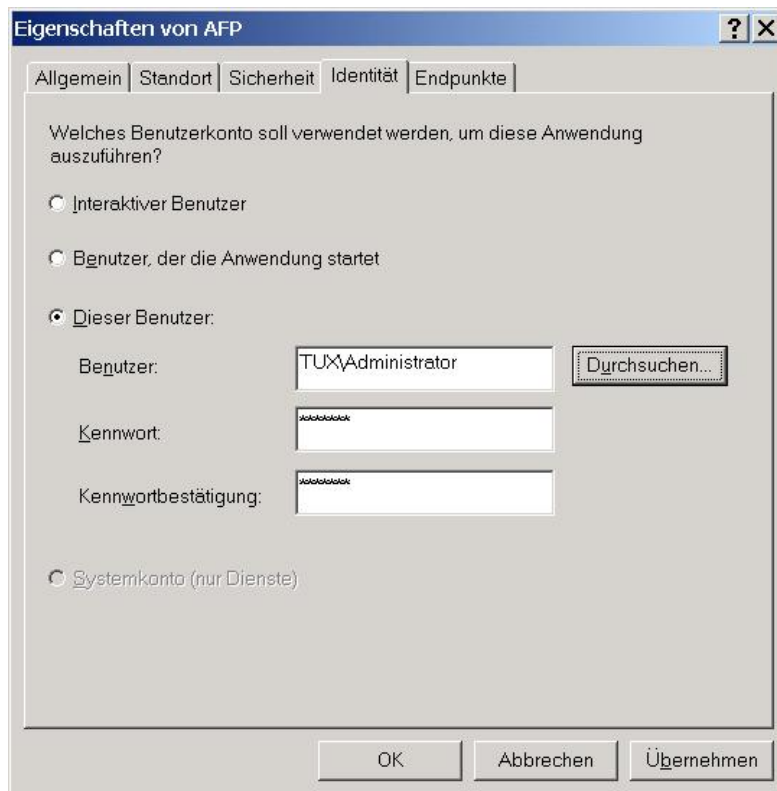 Eigenschaften von AFP
Allgemein Standort Sicherheit Identität Endpunkte
Welches Benutzerkonto soll verwendet werden, um diese Anwendung
auszuführen?
Interaktiver Benutzer
Benutzer, der die Anwendung startet
Dieser Benutzer:
Benutzer: TUX\Administrator Durchsuchen...
Kennwort: ********
Kennwortbestätigung: ********
Systemkonto (nur Dienste)
OK Abbrechen Übernehmen